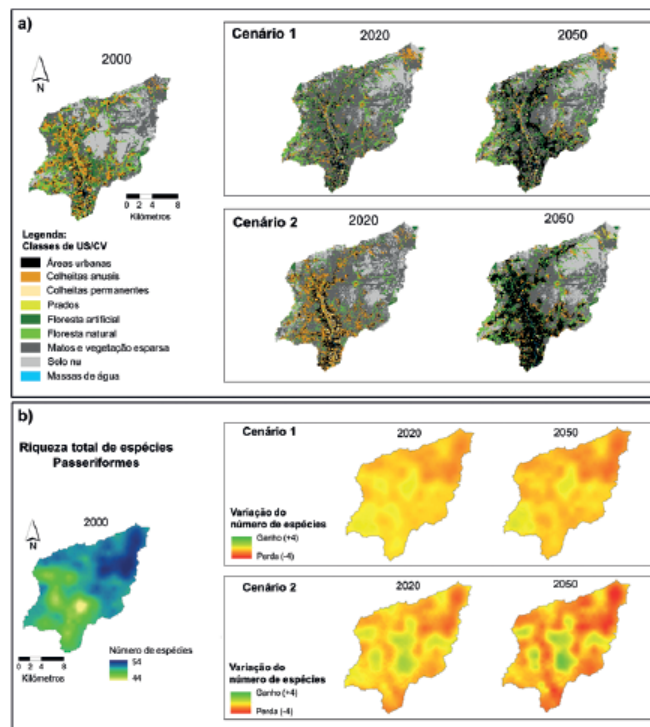 a)
2000
N
0 2 4 8
Kilómetros
Legenda:
Classes de US/CV
Áreas urbanas
Colheitas anuais
Colheitas permanentes
Prados
Floresta artificial
Floresta natural
Matos e vegetação esparsa
Solo nu
Massas de água
Cenário 1
2020
2050
Cenário 2
2020
2050
b)
Riqueza total de espécies
Passeriformes
2000
N
0 2 4 8
Kilómetros
Número de espécies
54
44
Cenário 1
2020
2050
Variação do
número de espécies
Ganho (+4)
Perda (-4)
Cenário 2
2020
2050
Variação do
número de espécies
Ganho (+4)
Perda (-4)